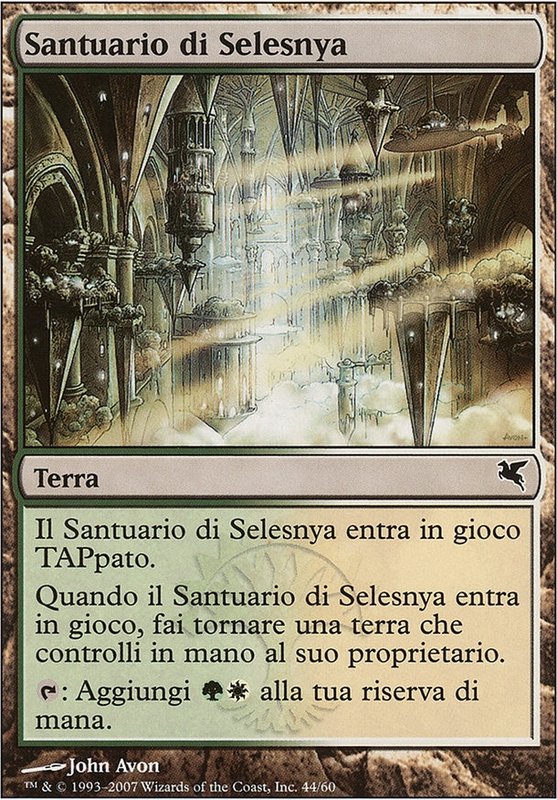 Santuario di Selesnya
AVON
Terra
Il Santuario di Selesnya entra in gioco
TAPpato.
Quando il Santuario di Selesnya entra
in gioco, fai tornare una terra che
controlli in mano al suo proprietario.
: Aggiungi alla tua riserva di
mana.
John Avon
™ & © 1993–2007 Wizards of the Coast, Inc. 44/60